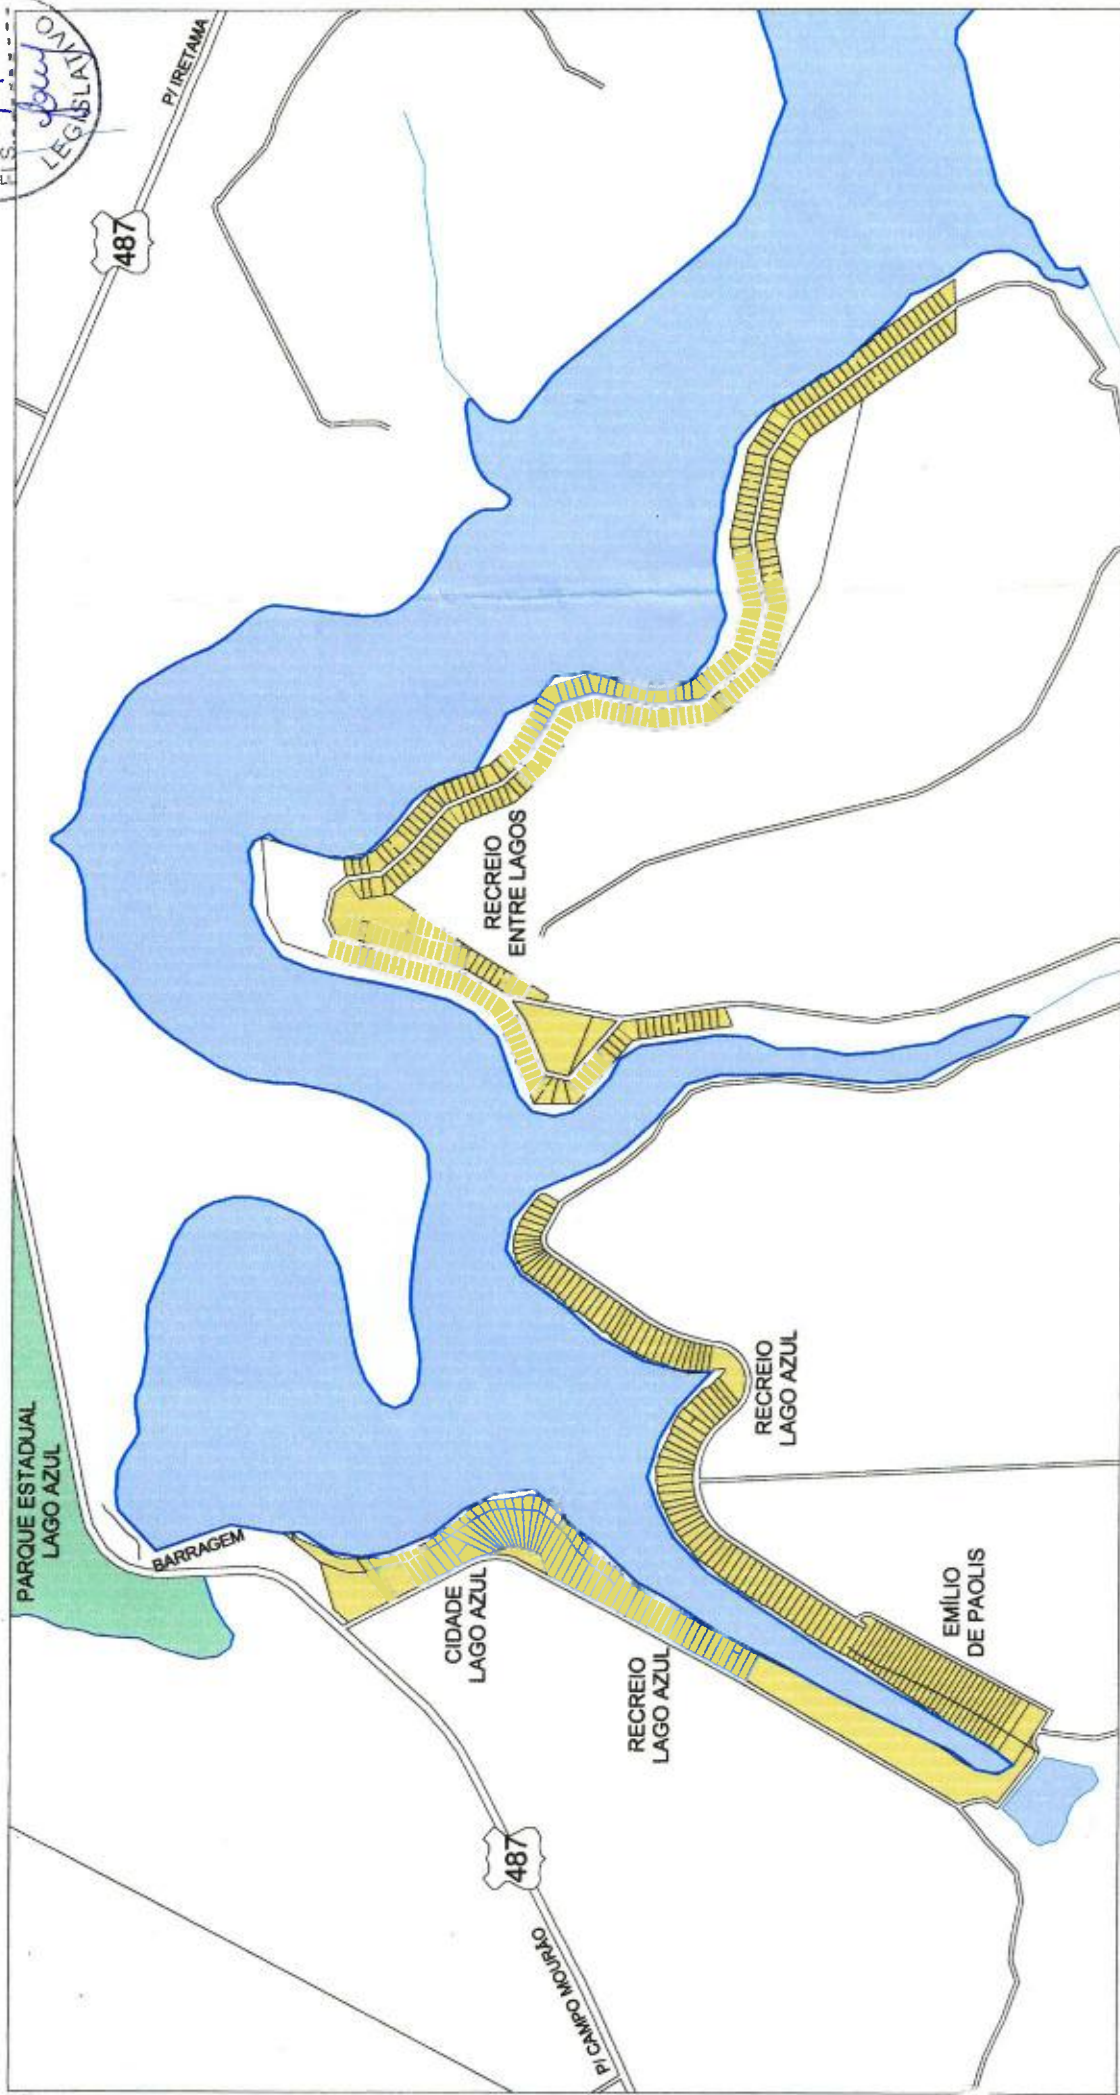 FLS.
LEGISLATIVO
P/ IRETAMA
487
RECREIO
ENTRE LAGOS
PARQUE ESTADUAL
LAGO AZUL
BARRAGEM
CIDADE
LAGO AZUL
RECREIO
LAGO AZUL
RECREIO
LAGO AZUL
EMÍLIO
DE PAOLIS
487
P/ CAMPO MOURÃO